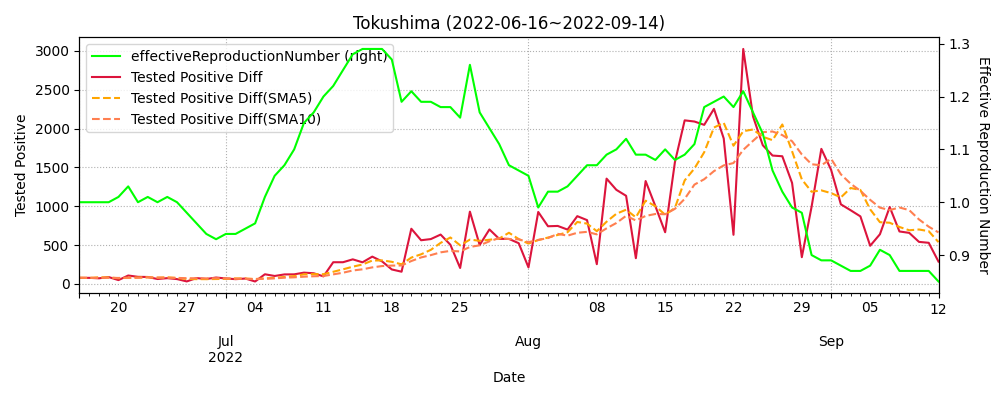 Tokushima (2022-06-16~2022-09-14)
effectiveReproductionNumber (right)
Tested Positive Diff
Tested Positive Diff(SMA5)
Tested Positive Diff(SMA10)
Tested Positive
3000
2500
2000
1500
1000
500
0
1.3
1.2
1.1
1.0
0.9
Effective Reproduction Number
20 27 04 11 18 25 08 15 22 29 05 12
Jul Aug Sep
2022
Date